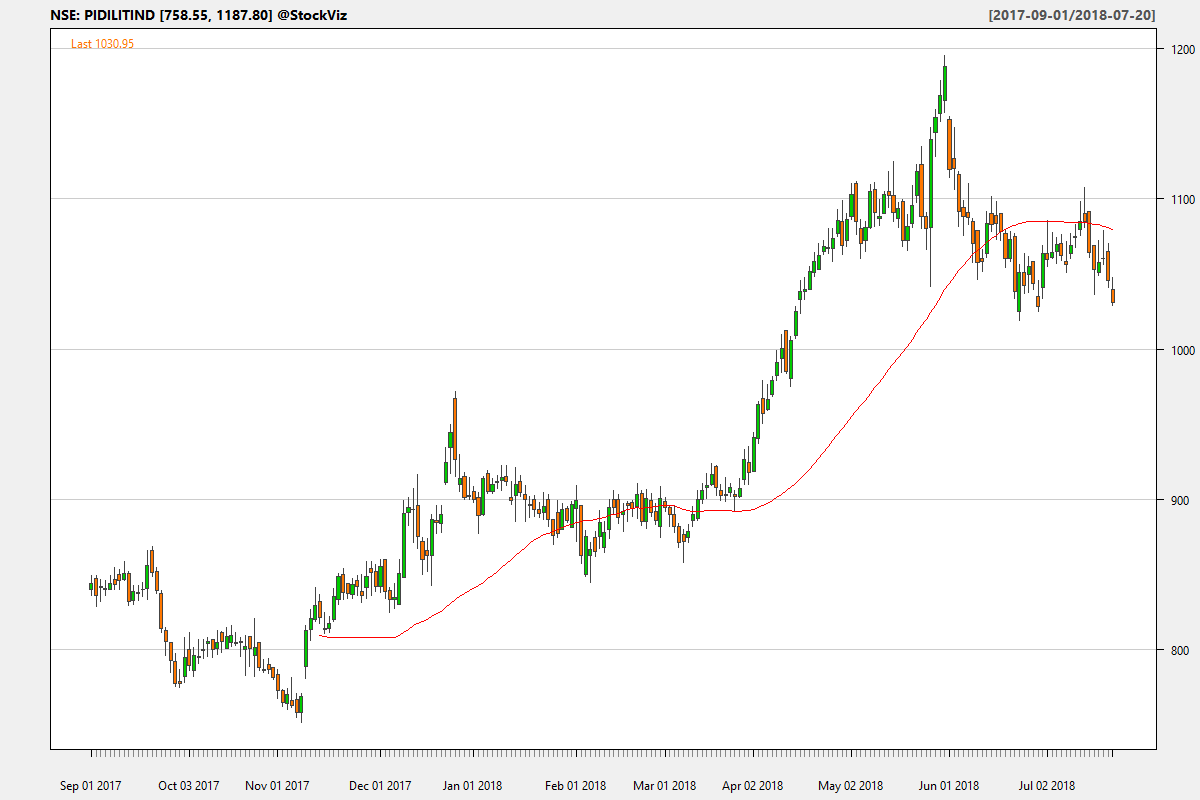 NSE: PIDILITIND [758.55, 1187.80] @StockViz [2017-09-01/2018-07-20]
Last 1030.95
1200
1100
1000
900
800
Sep 01 2017 Oct 03 2017 Nov 01 2017 Dec 01 2017 Jan 01 2018 Feb 01 2018 Mar 01 2018 Apr 02 2018 May 02 2018 Jun 01 2018 Jul 02 2018